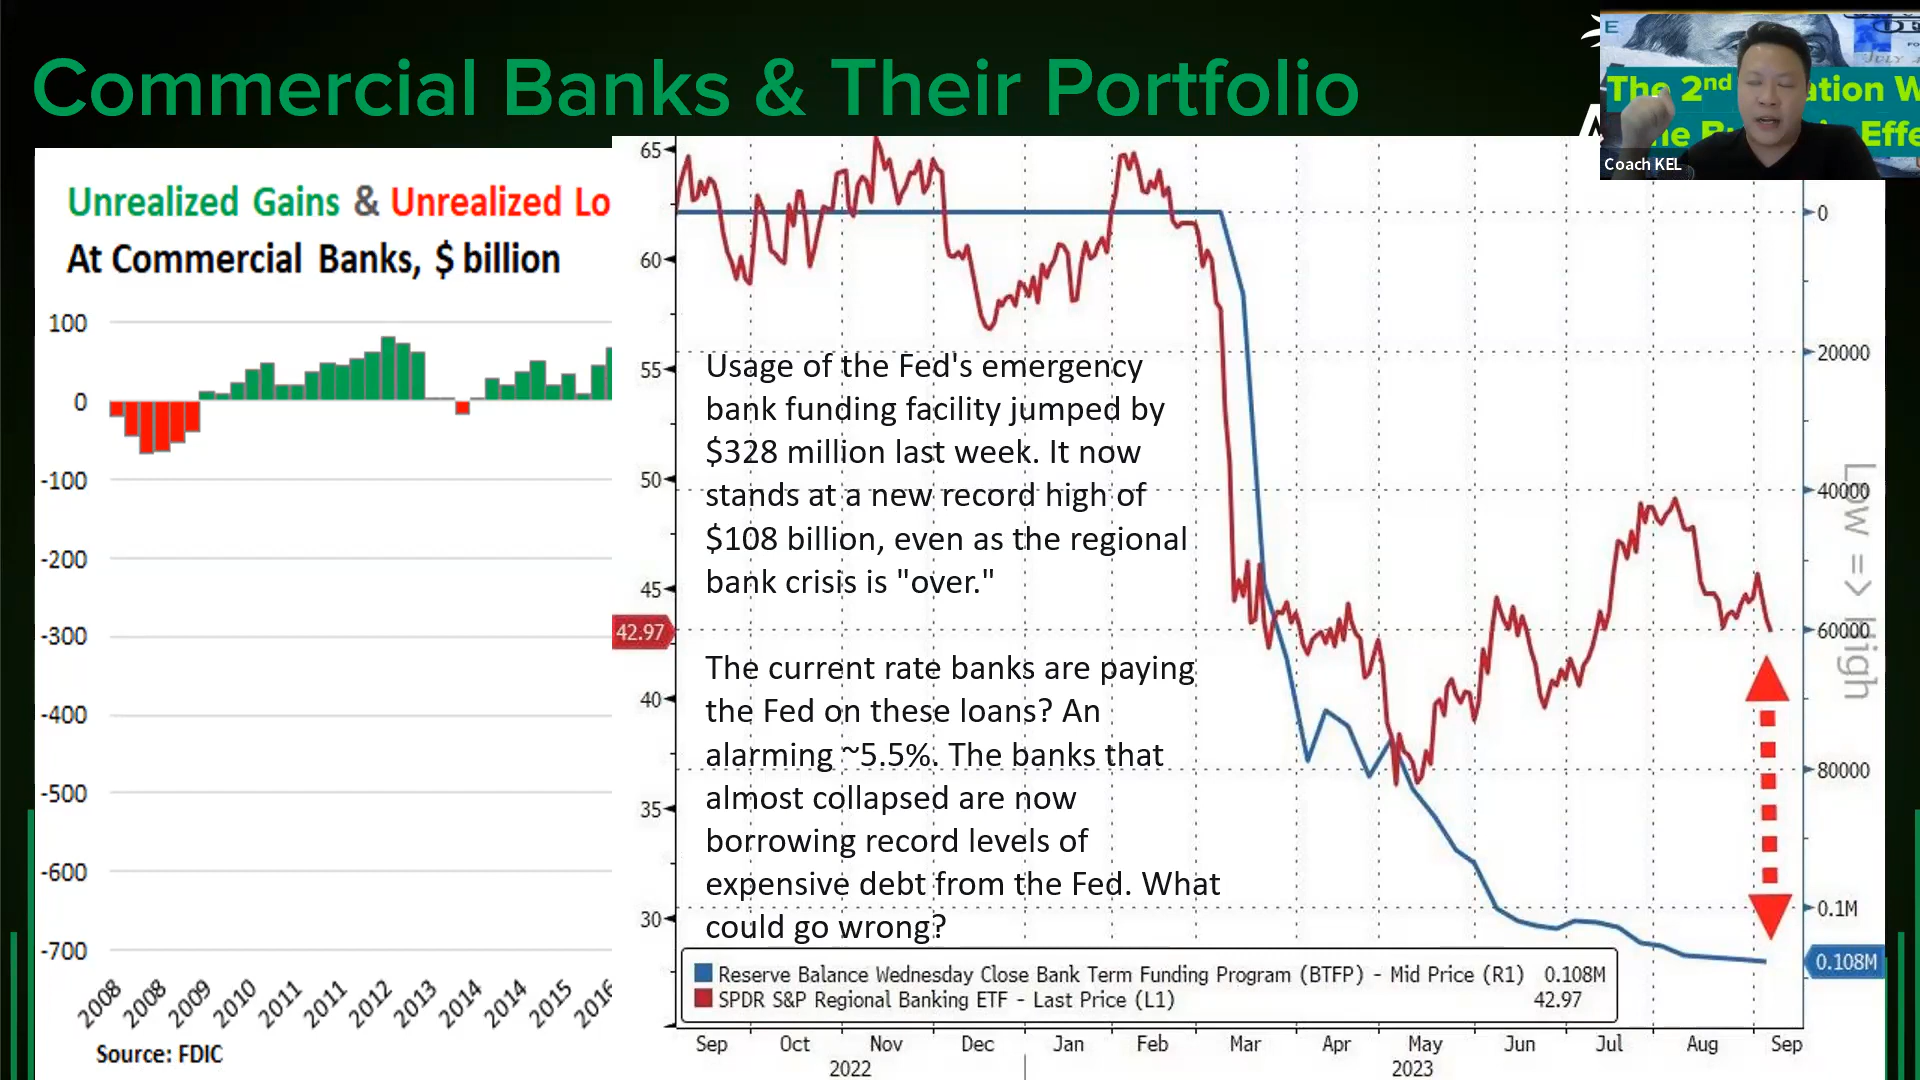 Commercial Banks & Their Portfolio
E
The 2nd
ation W
Effe
Coach KEL
Unrealized Gains & Unrealized Lo
At Commercial Banks, $ billion
100
0
-100
-200
-300
-400
-500
-600
-700
2008
2008
2009
2010
2011
2011
2012
2013
2014
2014
2015
2016
Source: FDIC
65
60
55
50
45
42.97
40
35
30
Usage of the Fed's emergency
bank funding facility jumped by
$328 million last week. It now
stands at a new record high of
$108 billion, even as the regional
bank crisis is "over."
The current rate banks are paying
the Fed on these loans? An
alarming ~5.5%. The banks that
almost collapsed are now
borrowing record levels of
expensive debt from the Fed. What
could go wrong?
0
20000
40000
60000
80000
0.1M
0.108M
Low => High
Reserve Balance Wednesday Close Bank Term Funding Program (BTFP) - Mid Price (R1) 0.108M
SPDR S&P Regional Banking ETF - Last Price (L1) 42.97
Sep Oct Nov Dec Jan Feb Mar Apr May Jun Jul Aug Sep
2022 2023